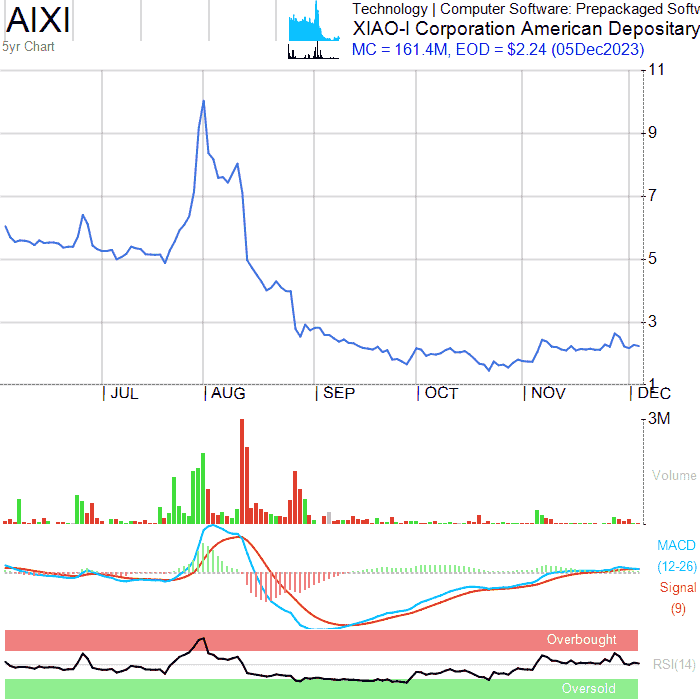 AIXI
5yr Chart
Technology | Computer Software: Prepackaged Softw
XIAO-I Corporation American Depositary
MC = 161.4M, EOD = $2.24 (05Dec2023)
11
9
7
5
3
1
JUL AUG SEP OCT NOV DEC
3M
Volume
MACD
(12-26)
Signal
(9)
Overbought
RSI(14)
Oversold